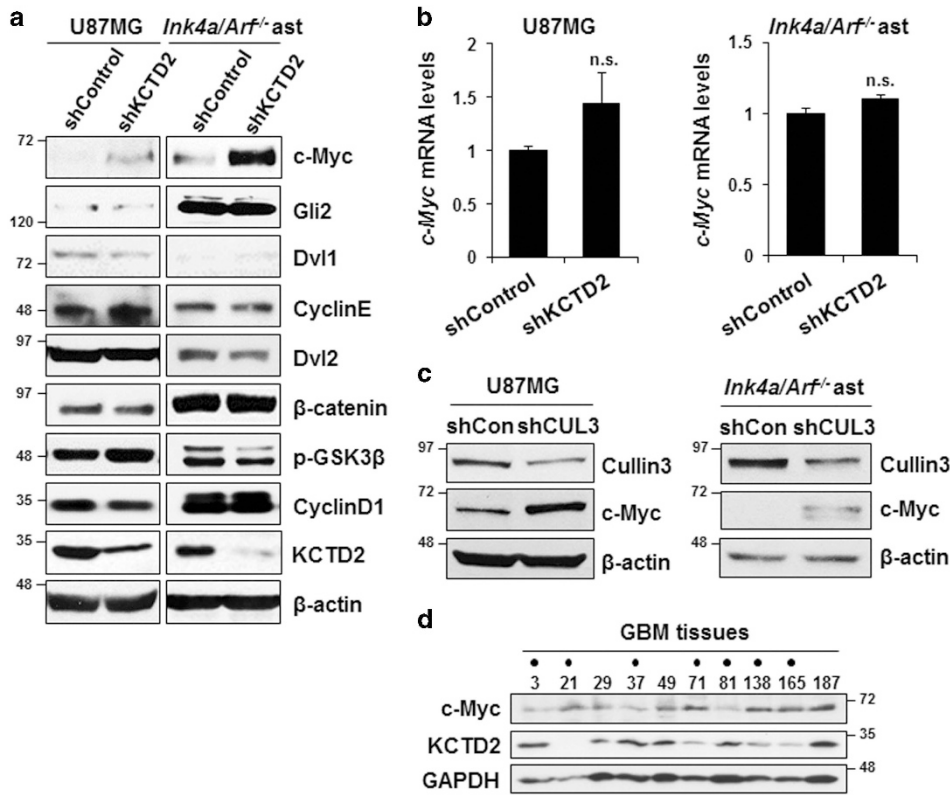 a
U87MG Ink4a/Arf-/- ast
shControl shKCTD2 shControl shKCTD2
72 c-Myc
Gli2
120
Dvl1
72
CyclinE
48
97
Dvl2
97
β-catenin
48 p-GSK3β
35 CyclinD1
35
KCTD2
48
β-actin
b
U87MG
c-Myc mRNA levels
2
1.5
1
0.5
0
n.s.
shControl shKCTD2
Ink4a/Arf-/- ast
c-Myc mRNA levels
1.5
1
0.5
0
n.s.
shControl shKCTD2
c
U87MG
shCon shCUL3
97
Cullin3
72
c-Myc
48
β-actin
Ink4a/Arf-/- ast
shCon shCUL3
97
Cullin3
72
c-Myc
48
β-actin
d
GBM tissues
3 21 29 37 49 71 81 138 165 187
c-Myc 72
KCTD2 35
GAPDH 48